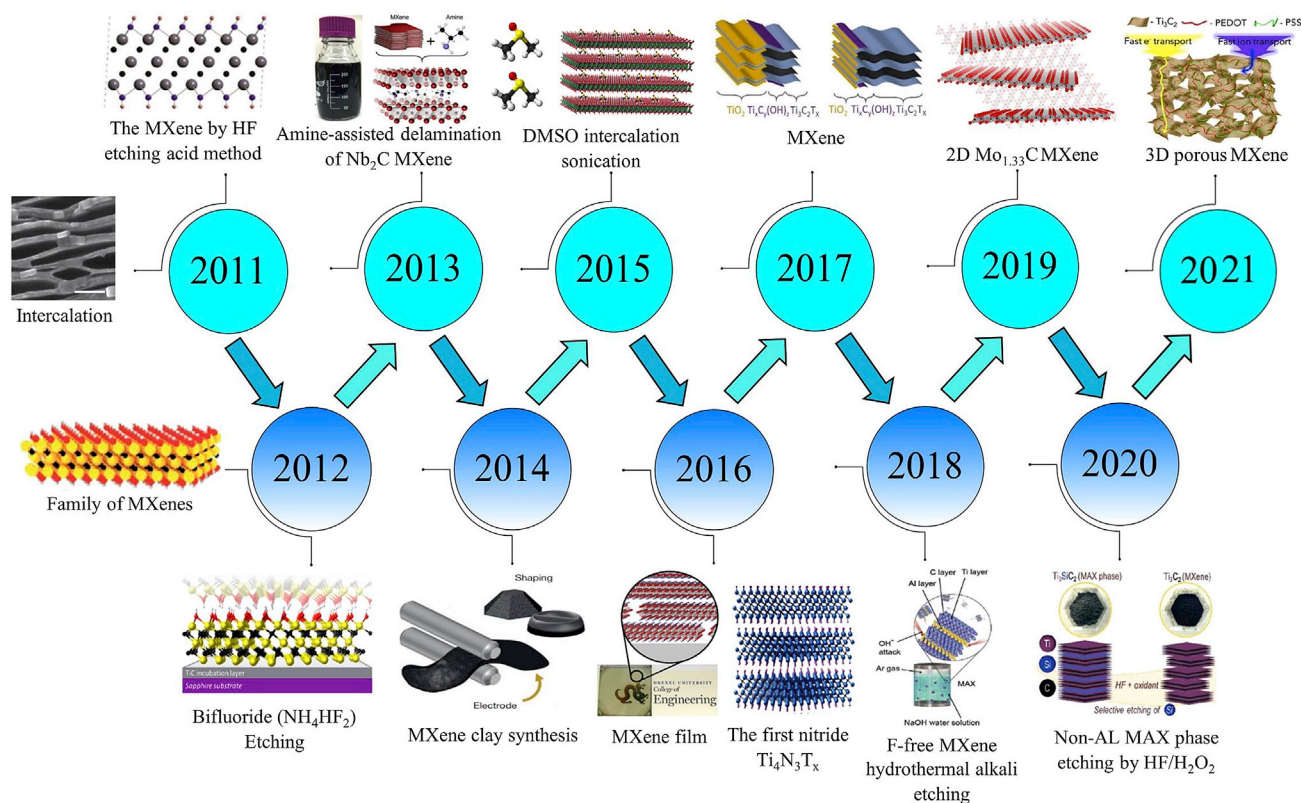 The MXene by HF
etching acid method
MXene
Amine
+
Amine-assisted delamination
of Nb₂C MXene
DMSO intercalation
sonication
TiO₂ TiₓCᵧ(OH)₂ Ti₃C₂Tₓ
TiO₂ TiₓCᵧ(OH)₂ Ti₃C₂Tₓ
MXene
2D Mo₁.₃₃C MXene
- Ti₃C₂ - PEDOT - PSS
Fast e⁻ transport
Fast ion transport
3D porous MXene
Intercalation
2011
2013
2015
2017
2019
2021
Family of MXenes
2012
2014
2016
2018
2020
TiC incubation layer
Sapphire substrate
Bifluoride (NH₄HF₂)
Etching
Shaping
Electrode
MXene clay synthesis
DREXEL UNIVERSITY
College of
Engineering
MXene film
The first nitride
Ti₄N₃Tₓ
C layer
Al layer
Ti layer
OH⁻
attack
Ar gas
MAX
NaOH water solution
F-free MXene
hydrothermal alkali
etching
Ti₃SiC₂ (MAX phase)
Ti₃C₂ (MXene)
Ti
Si
C
HF + oxidant
Selective etching of Si
Non-AL MAX phase
etching by HF/H₂O₂